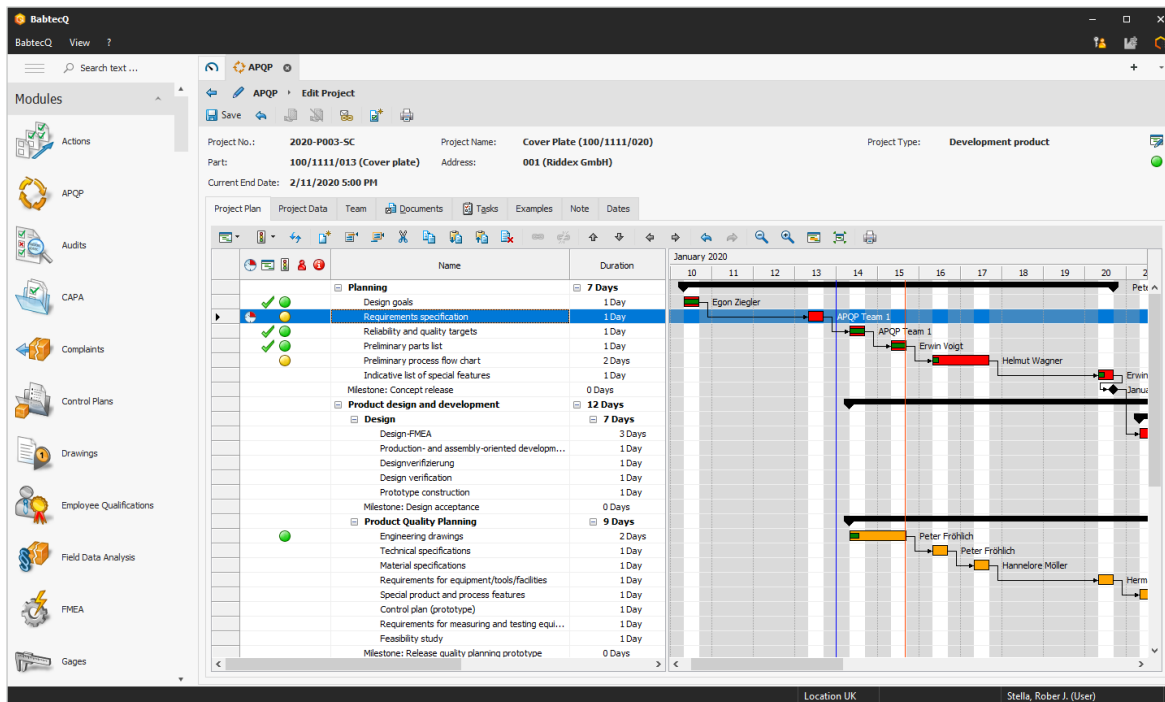 BabtecQ
BabtecQ View ?
Search text ...
APQP
Modules
APQP Edit Project
Save
Actions
APQP
Audits
CAPA
Complaints
Control Plans
Drawings
Employee Qualifications
Field Data Analysis
FMEA
Gages
Project No.: 2020-P003-SC Project Name: Cover Plate (100/1111/020) Project Type: Development product
Part: 100/1111/013 (Cover plate) Address: 001 (Riddex GmbH)
Current End Date: 2/11/2020 5:00 PM
Project Plan Project Data Team Documents Tasks Examples Note Dates
Name Duration January 2020
10 11 12 13 14 15 16 17 18 19 20 2
Planning 7 Days Pete
Design goals 1 Day Egon Ziegler
Requirements specification 1 Day APQP Team 1
Reliability and quality targets 1 Day APQP Team 1
Preliminary parts list 1 Day Erwin Voigt
Preliminary process flow chart 2 Days Helmut Wagner
Indicative list of special features 1 Day Erwin
Milestone: Concept release 0 Days Janua
Product design and development 12 Days
Design 7 Days
Design-FMEA 3 Days
Production- and assembly-oriented developm... 1 Day
Designverifizierung 1 Day
Design verification 1 Day
Prototype construction 1 Day
Milestone: Design acceptance 0 Days
Product Quality Planning 9 Days
Engineering drawings 2 Days Peter Fröhlich
Technical specifications 1 Day Peter Fröhlich
Material specifications 1 Day Hannelore Möller
Requirements for equipment/tools/facilities 1 Day Herm
Special product and process features 1 Day
Control plan (prototype) 1 Day
Requirements for measuring and testing equi... 1 Day
Feasibility study 1 Day
Milestone: Release quality planning prototype 0 Days
Location UK Stella, Rober J. (User)